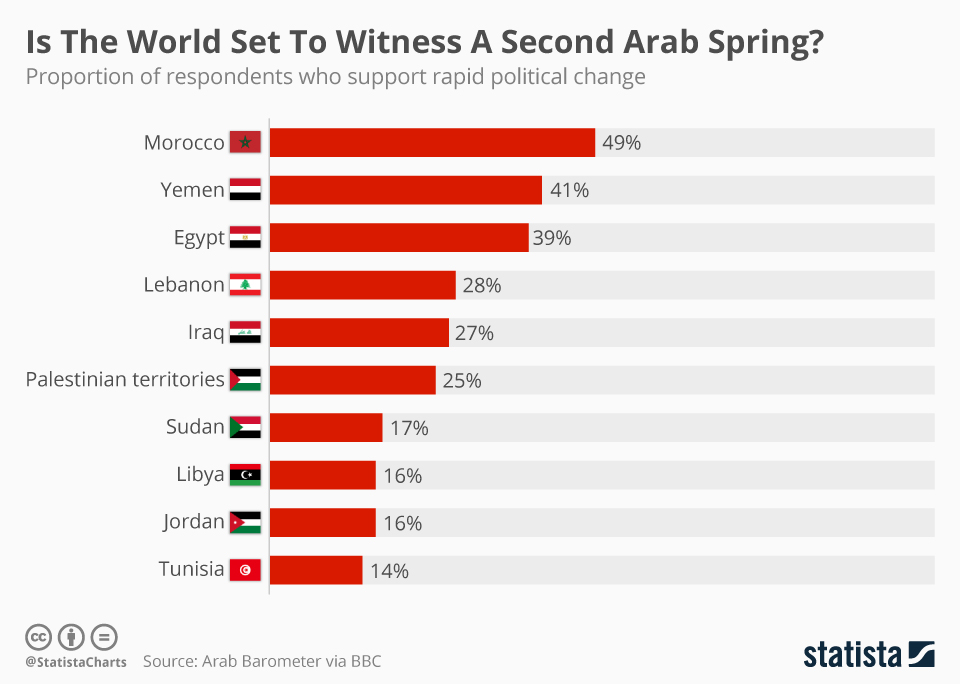 Is The World Set To Witness A Second Arab Spring?
Proportion of respondents who support rapid political change
Morocco 49%
Yemen 41%
Egypt 39%
Lebanon 28%
Iraq 27%
Palestinian territories 25%
Sudan 17%
Libya 16%
Jordan 16%
Tunisia 14%
cc
@StatistaCharts Source: Arab Barometer via BBC
statista